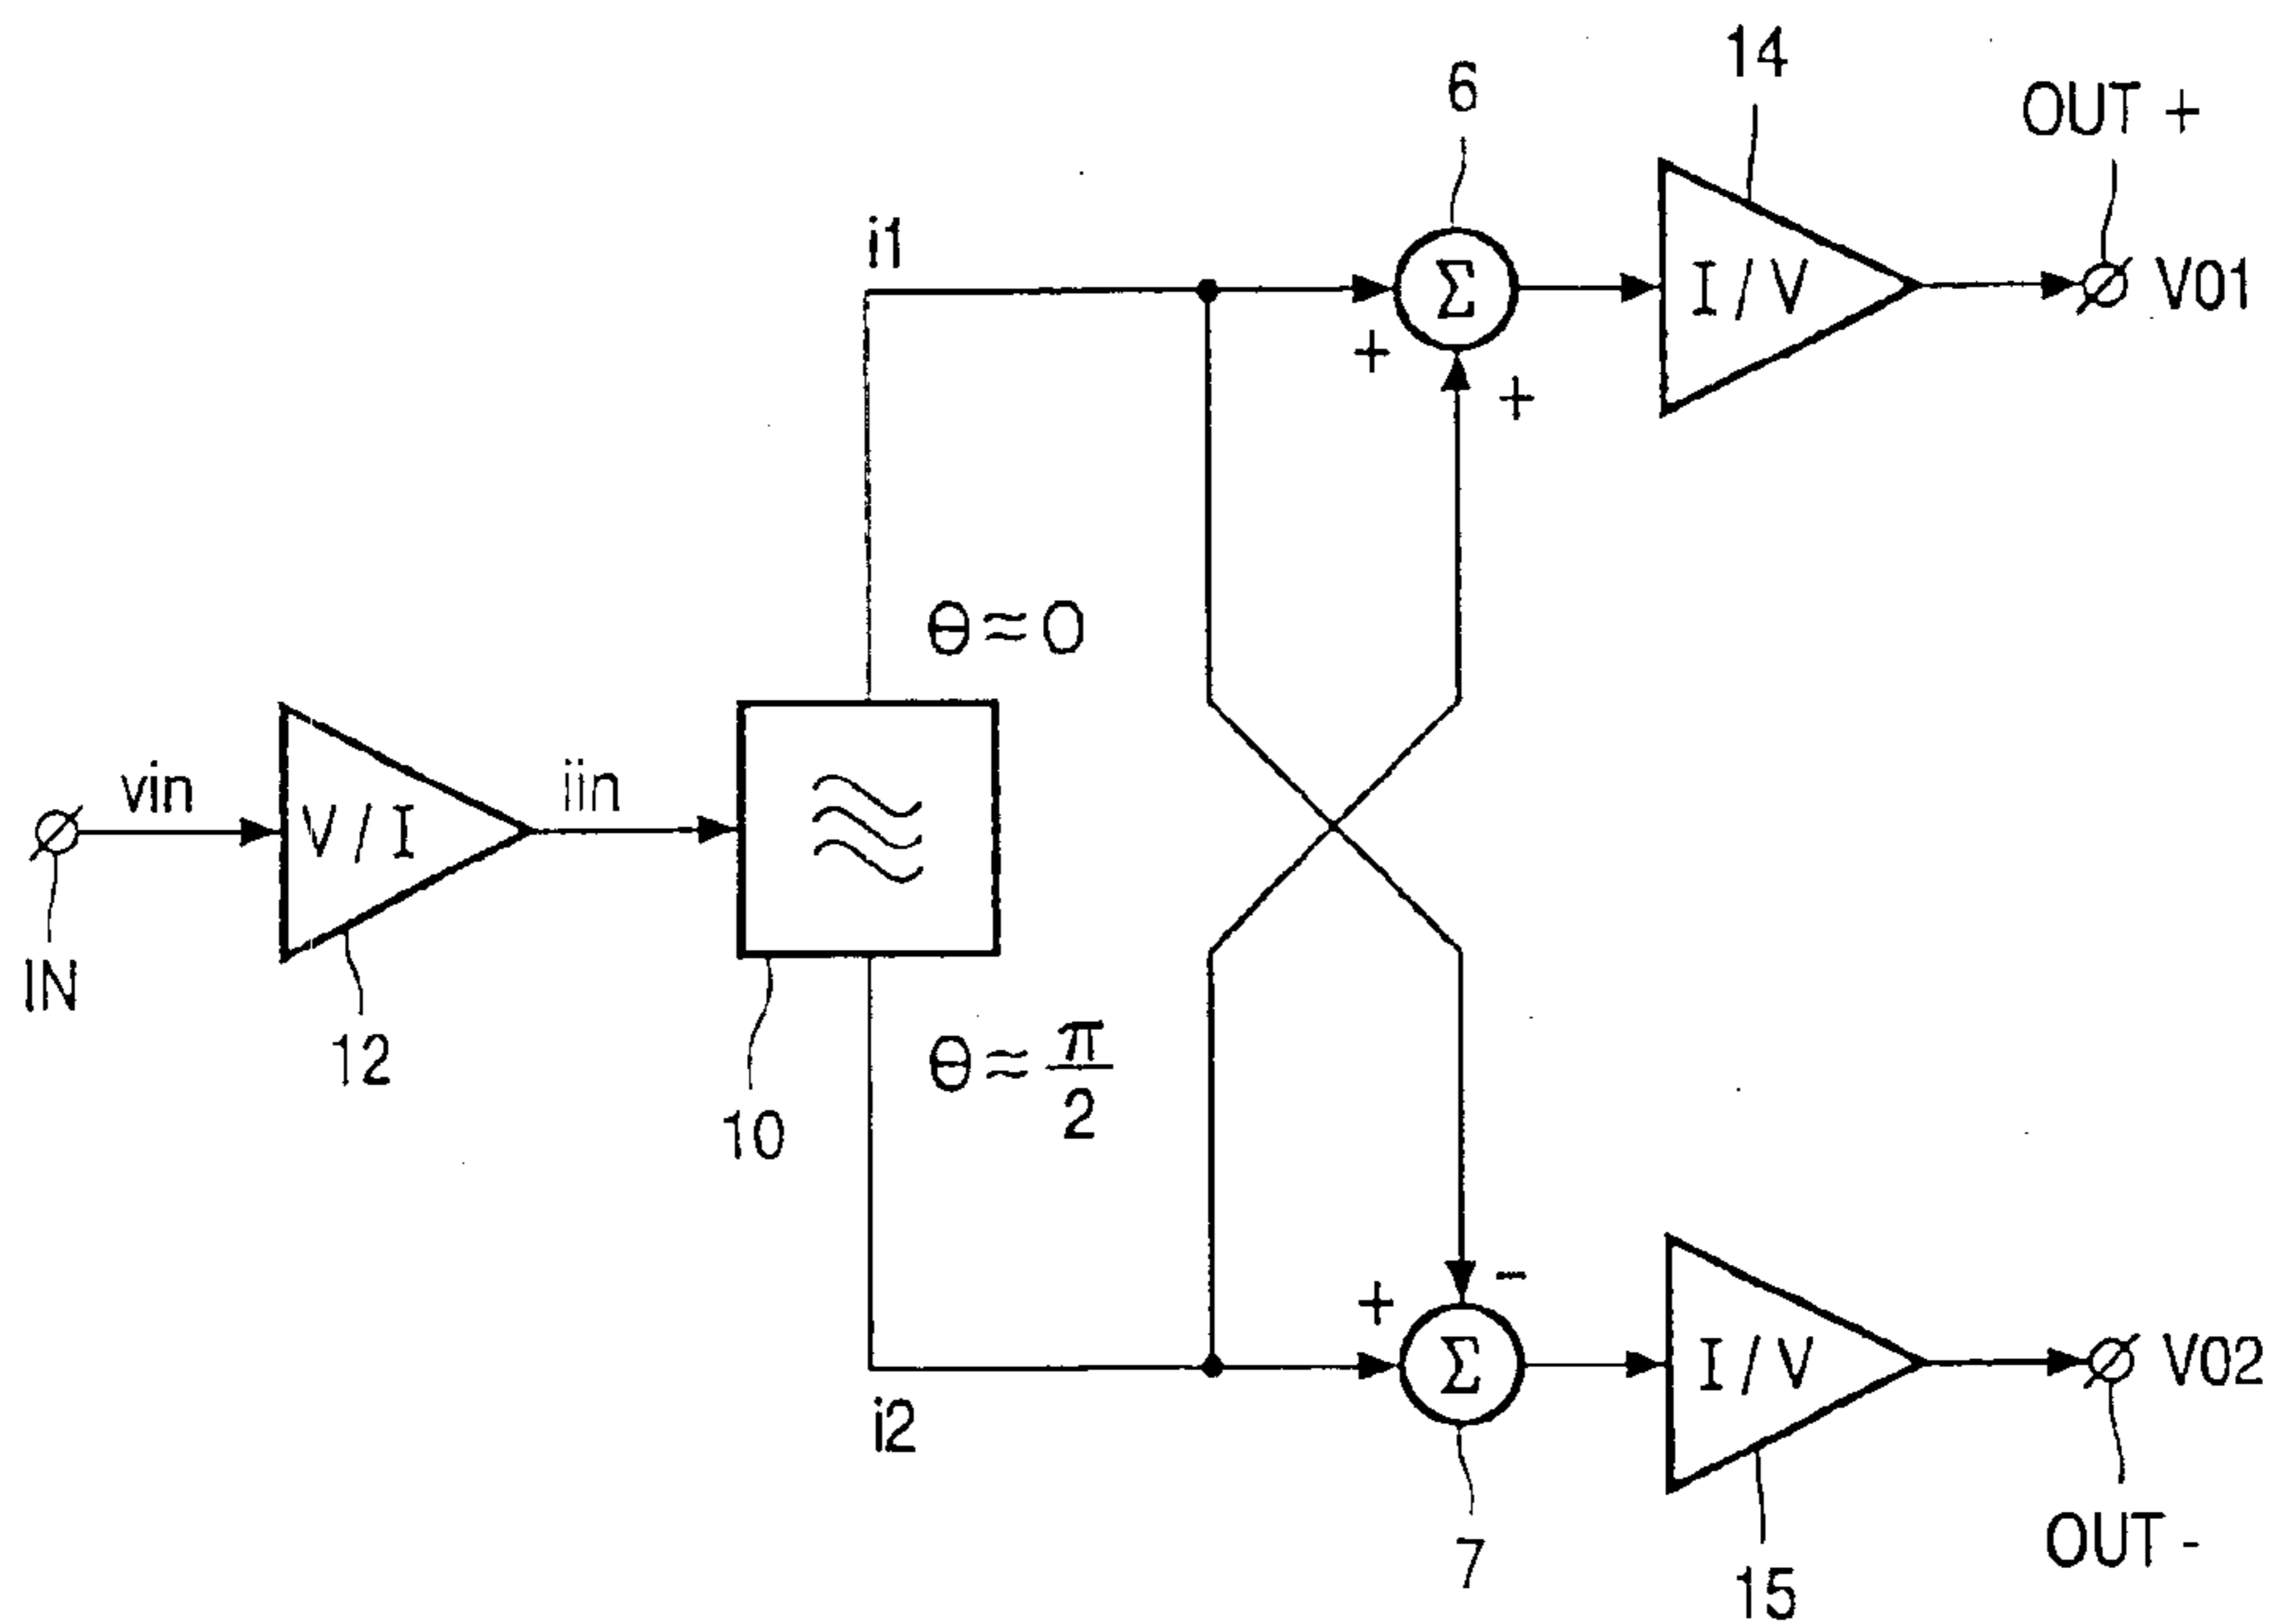 14
6
OUT +
i1
Σ
I / V
V01
+
+
θ ≈ 0
vin
V / I
iin
IN
12
θ ≈ π/2
10
+
-
Σ
I / V
V02
i2
7
OUT -
15